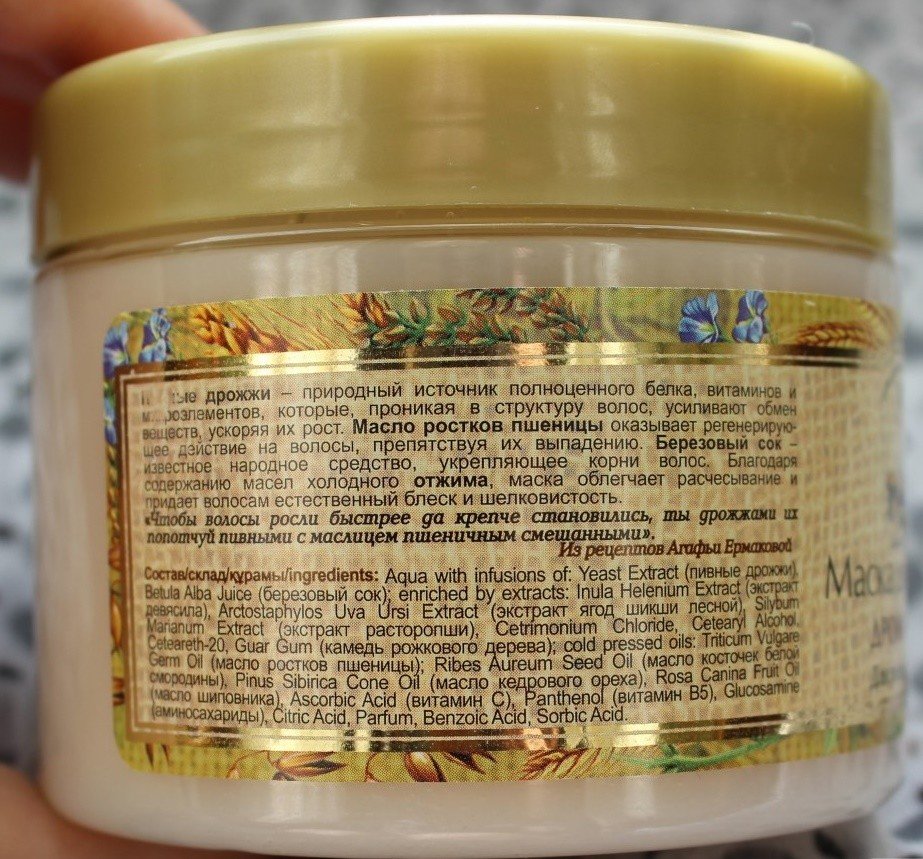 дрожжи – природный источник полноценного белка, витаминов и
которые, проникая в структуру волос, усиливают обмен
веществ, ускоряя их рост. Масло ростков пшеницы оказывает регенерирую-
щее действие на волосы, препятствуя их выпадению. Березовый сок –
известное народное средство, укрепляющее корни волос. Благодаря
содержанию масел холодного отжима, маска облегчает расчесывание и
придает волосам естественный блеск и шелковистость.
«Чтобы волосы росли быстрее да крепче становились, ты дрожжами их
попотчуй пивными с маслицем пшеничным смешанными».
Из рецептов Агафьи Ермаковой
Состав/склад/құрамы/ingredients: Aqua with infusions of: Yeast Extract (пивные дрожжи),
Betula Alba Juice (березовый сок); enriched by extracts: Inula Helenium Extract (экстракт
девясила), Arctostaphylos Uva Ursi Extract (экстракт ягод шикши лесной), Silybum
Marianum Extract (экстракт расторопши), Cetrimonium Chloride, Cetearyl Alcohol,
Ceteareth-20, Guar Gum (камедь рожкового дерева); cold pressed oils: Triticum Vulgare
Germ Oil (масло ростков пшеницы); Ribes Aureum Seed Oil (масло косточек белой
смородины), Pinus Sibirica Cone Oil (масло кедрового ореха), Rosa Canina Fruit Oil
(масло шиповника), Ascorbic Acid (витамин С), Panthenol (витамин В5), Glucosamine
(аминосахариды), Citric Acid, Parfum, Benzoic Acid, Sorbic Acid.
Маска